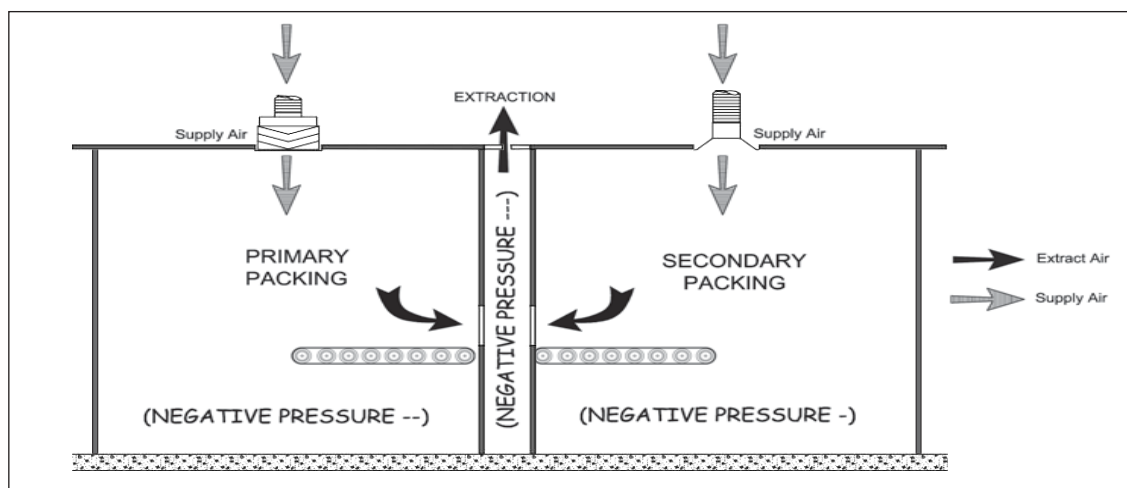 EXTRACTION
Supply Air
Supply Air
PRIMARY
PACKING
(NEGATIVE PRESSURE ---)
SECONDARY
PACKING
Extract Air
Supply Air
(NEGATIVE PRESSURE --)
(NEGATIVE PRESSURE -)